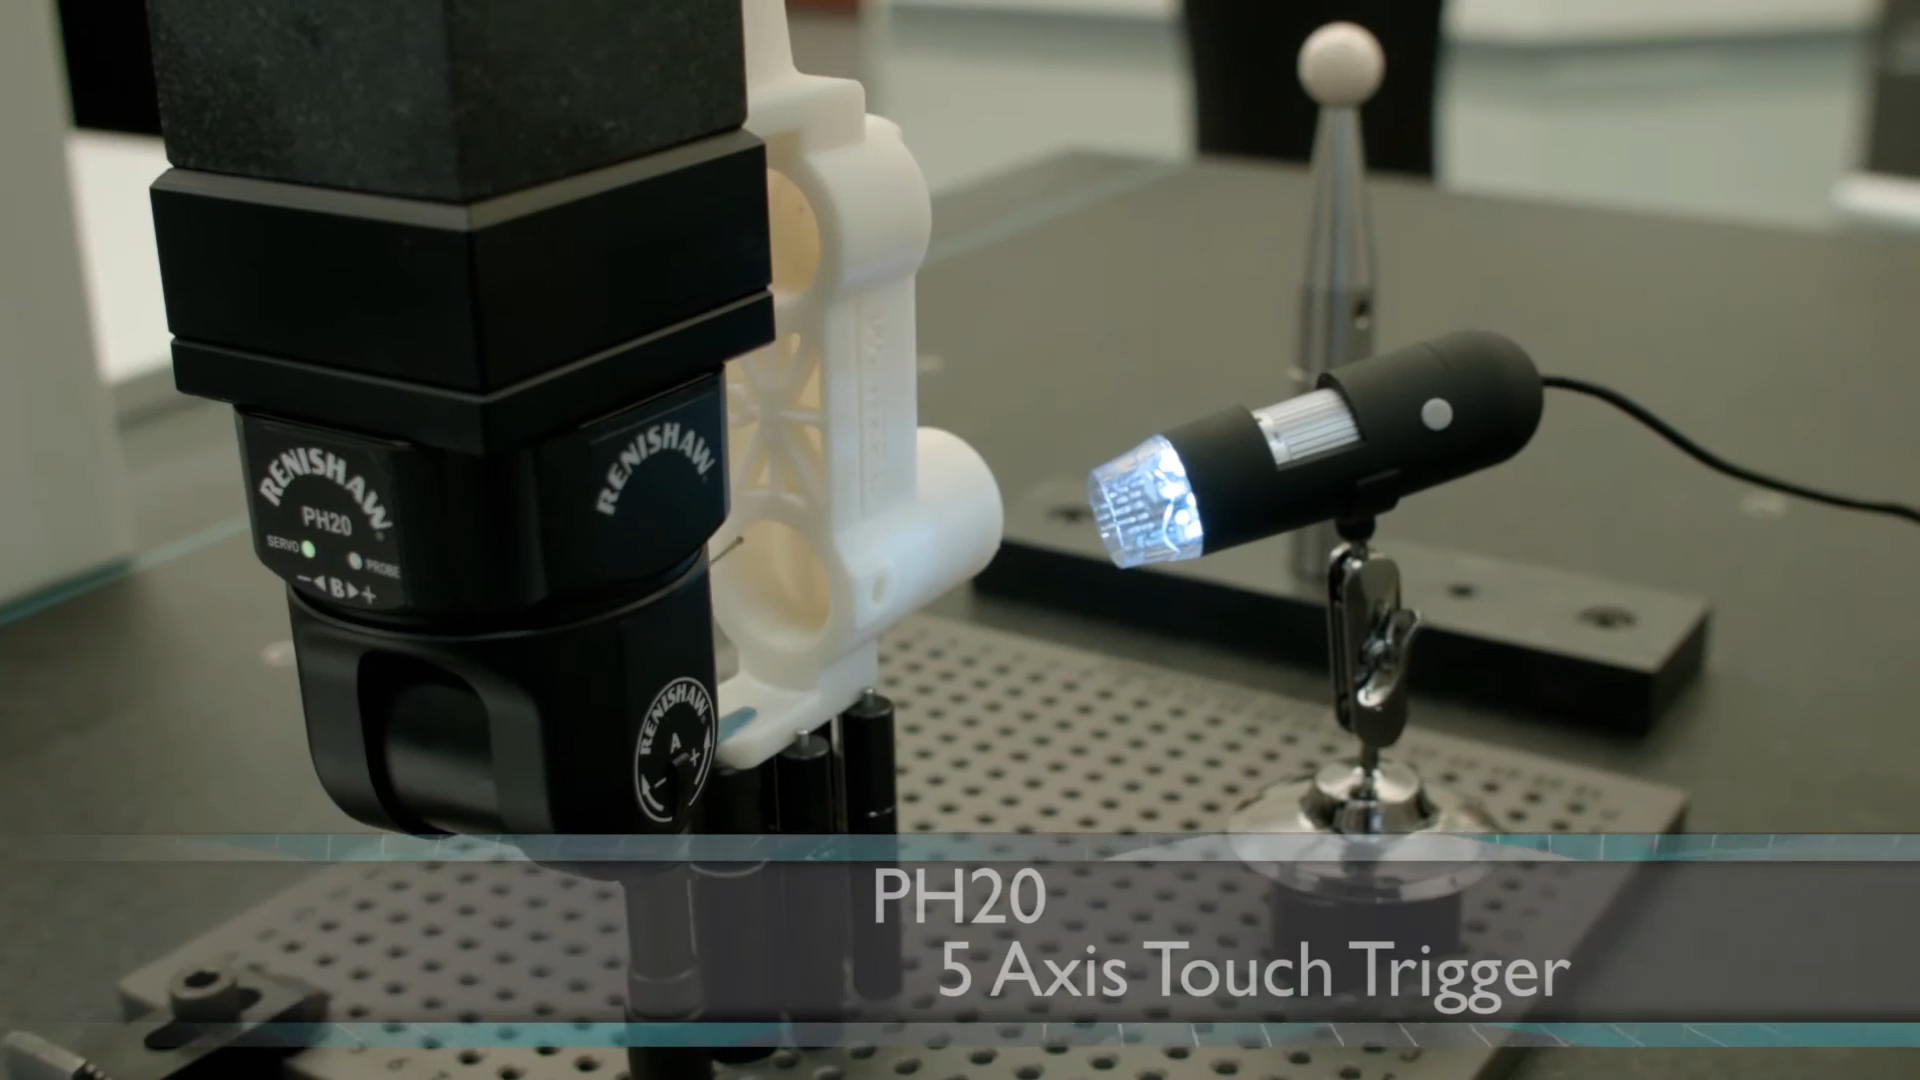 RENISHAW
PH20
SERVO
PROBE
- ◀ B ▶ +
RENISHAW
RENISHAW
A
- +
PH20
5 Axis Touch Trigger